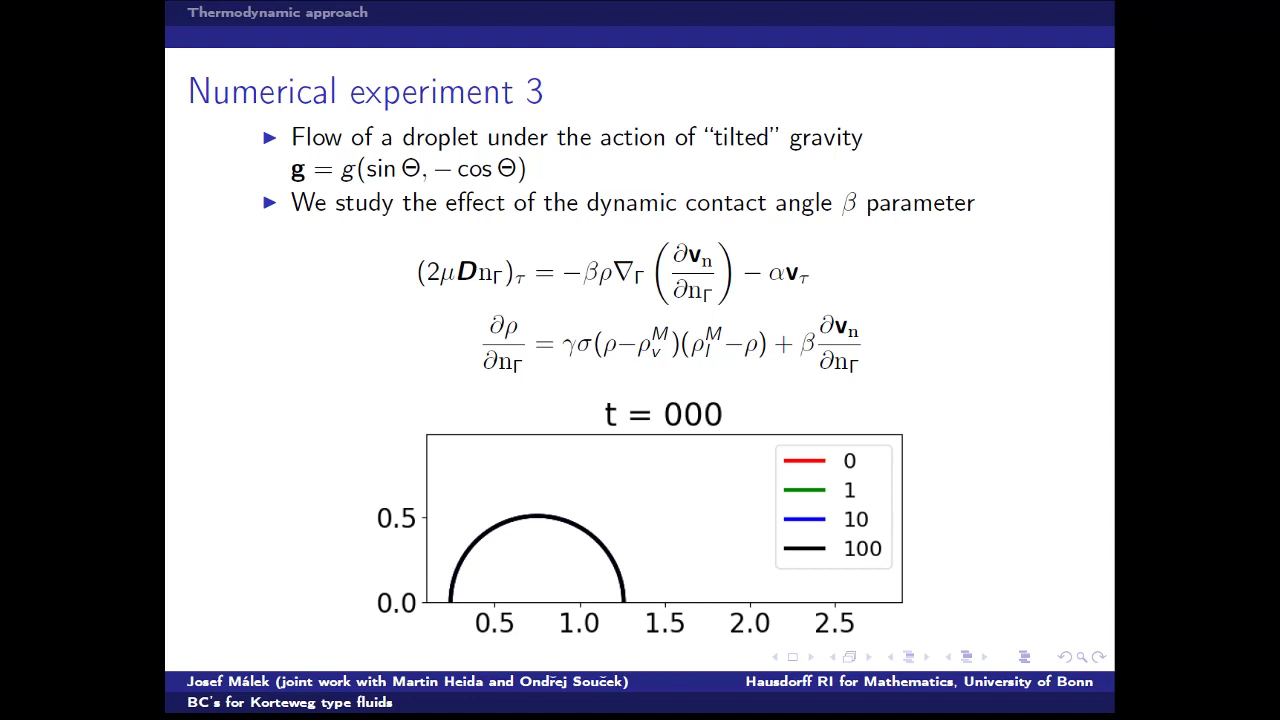 Thermodynamic approach
Numerical experiment 3
▶ Flow of a droplet under the action of “tilted” gravity
g = g(sin Θ, − cos Θ)
▶ We study the effect of the dynamic contact angle β parameter
(2μDn_Γ)_τ = −βρ∇_Γ (∂v_n/∂n_Γ) − αv_τ
∂ρ/∂n_Γ = γσ(ρ−ρ_v^M)(ρ_l^M−ρ) + β ∂v_n/∂n_Γ
t = 000
0
1
10
100
0.5
0.0
0.5 1.0 1.5 2.0 2.5
Josef Málek (joint work with Martin Heida and Ondřej Souček) Hausdorff RI for Mathematics, University of Bonn
BC's for Korteweg type fluids